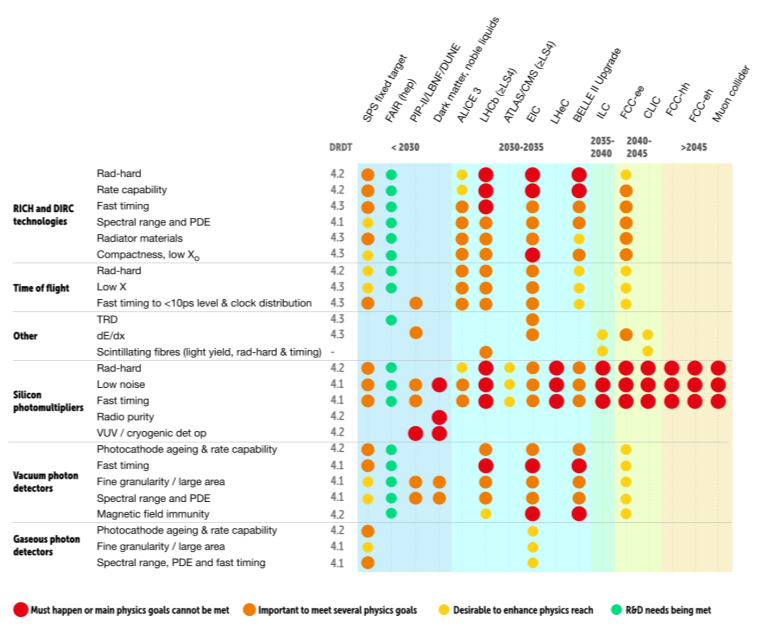 SPS fixed target
FAIR (hep)
PIP-II/LBNF/DUNE
Dark matter, noble liquids
ALICE 3
LHCb (≥LS4)
ATLAS/CMS (≥LS4)
EIC
LHeC
BELLE II Upgrade
ILC
FCC-ee
CLIC
FCC-hh
FCC-eh
Muon collider
DRDT < 2030 2030-2035 2035-2040 2040-2045 >2045
RICH and DIRC technologies
Rad-hard 4.2
Rate capability 4.2
Fast timing 4.3
Spectral range and PDE 4.1
Radiator materials 4.3
Compactness, low Xo 4.3
Time of flight
Rad-hard 4.2
Low X 4.3
Fast timing to <10ps level & clock distribution 4.3
Other
TRD 4.3
dE/dx 4.3
Scintillating fibres (light yield, rad-hard & timing) -
Silicon photomultipliers
Rad-hard 4.2
Low noise 4.1
Fast timing 4.1
Radio purity 4.2
VUV / cryogenic det op 4.2
Vacuum photon detectors
Photocathode ageing & rate capability 4.2
Fast timing 4.1
Fine granularity / large area 4.1
Spectral range and PDE 4.1
Magnetic field immunity 4.2
Gaseous photon detectors
Photocathode ageing & rate capability 4.2
Fine granularity / large area 4.1
Spectral range, PDE and fast timing 4.1
Must happen or main physics goals cannot be met
Important to meet several physics goals
Desirable to enhance physics reach
R&D needs being met